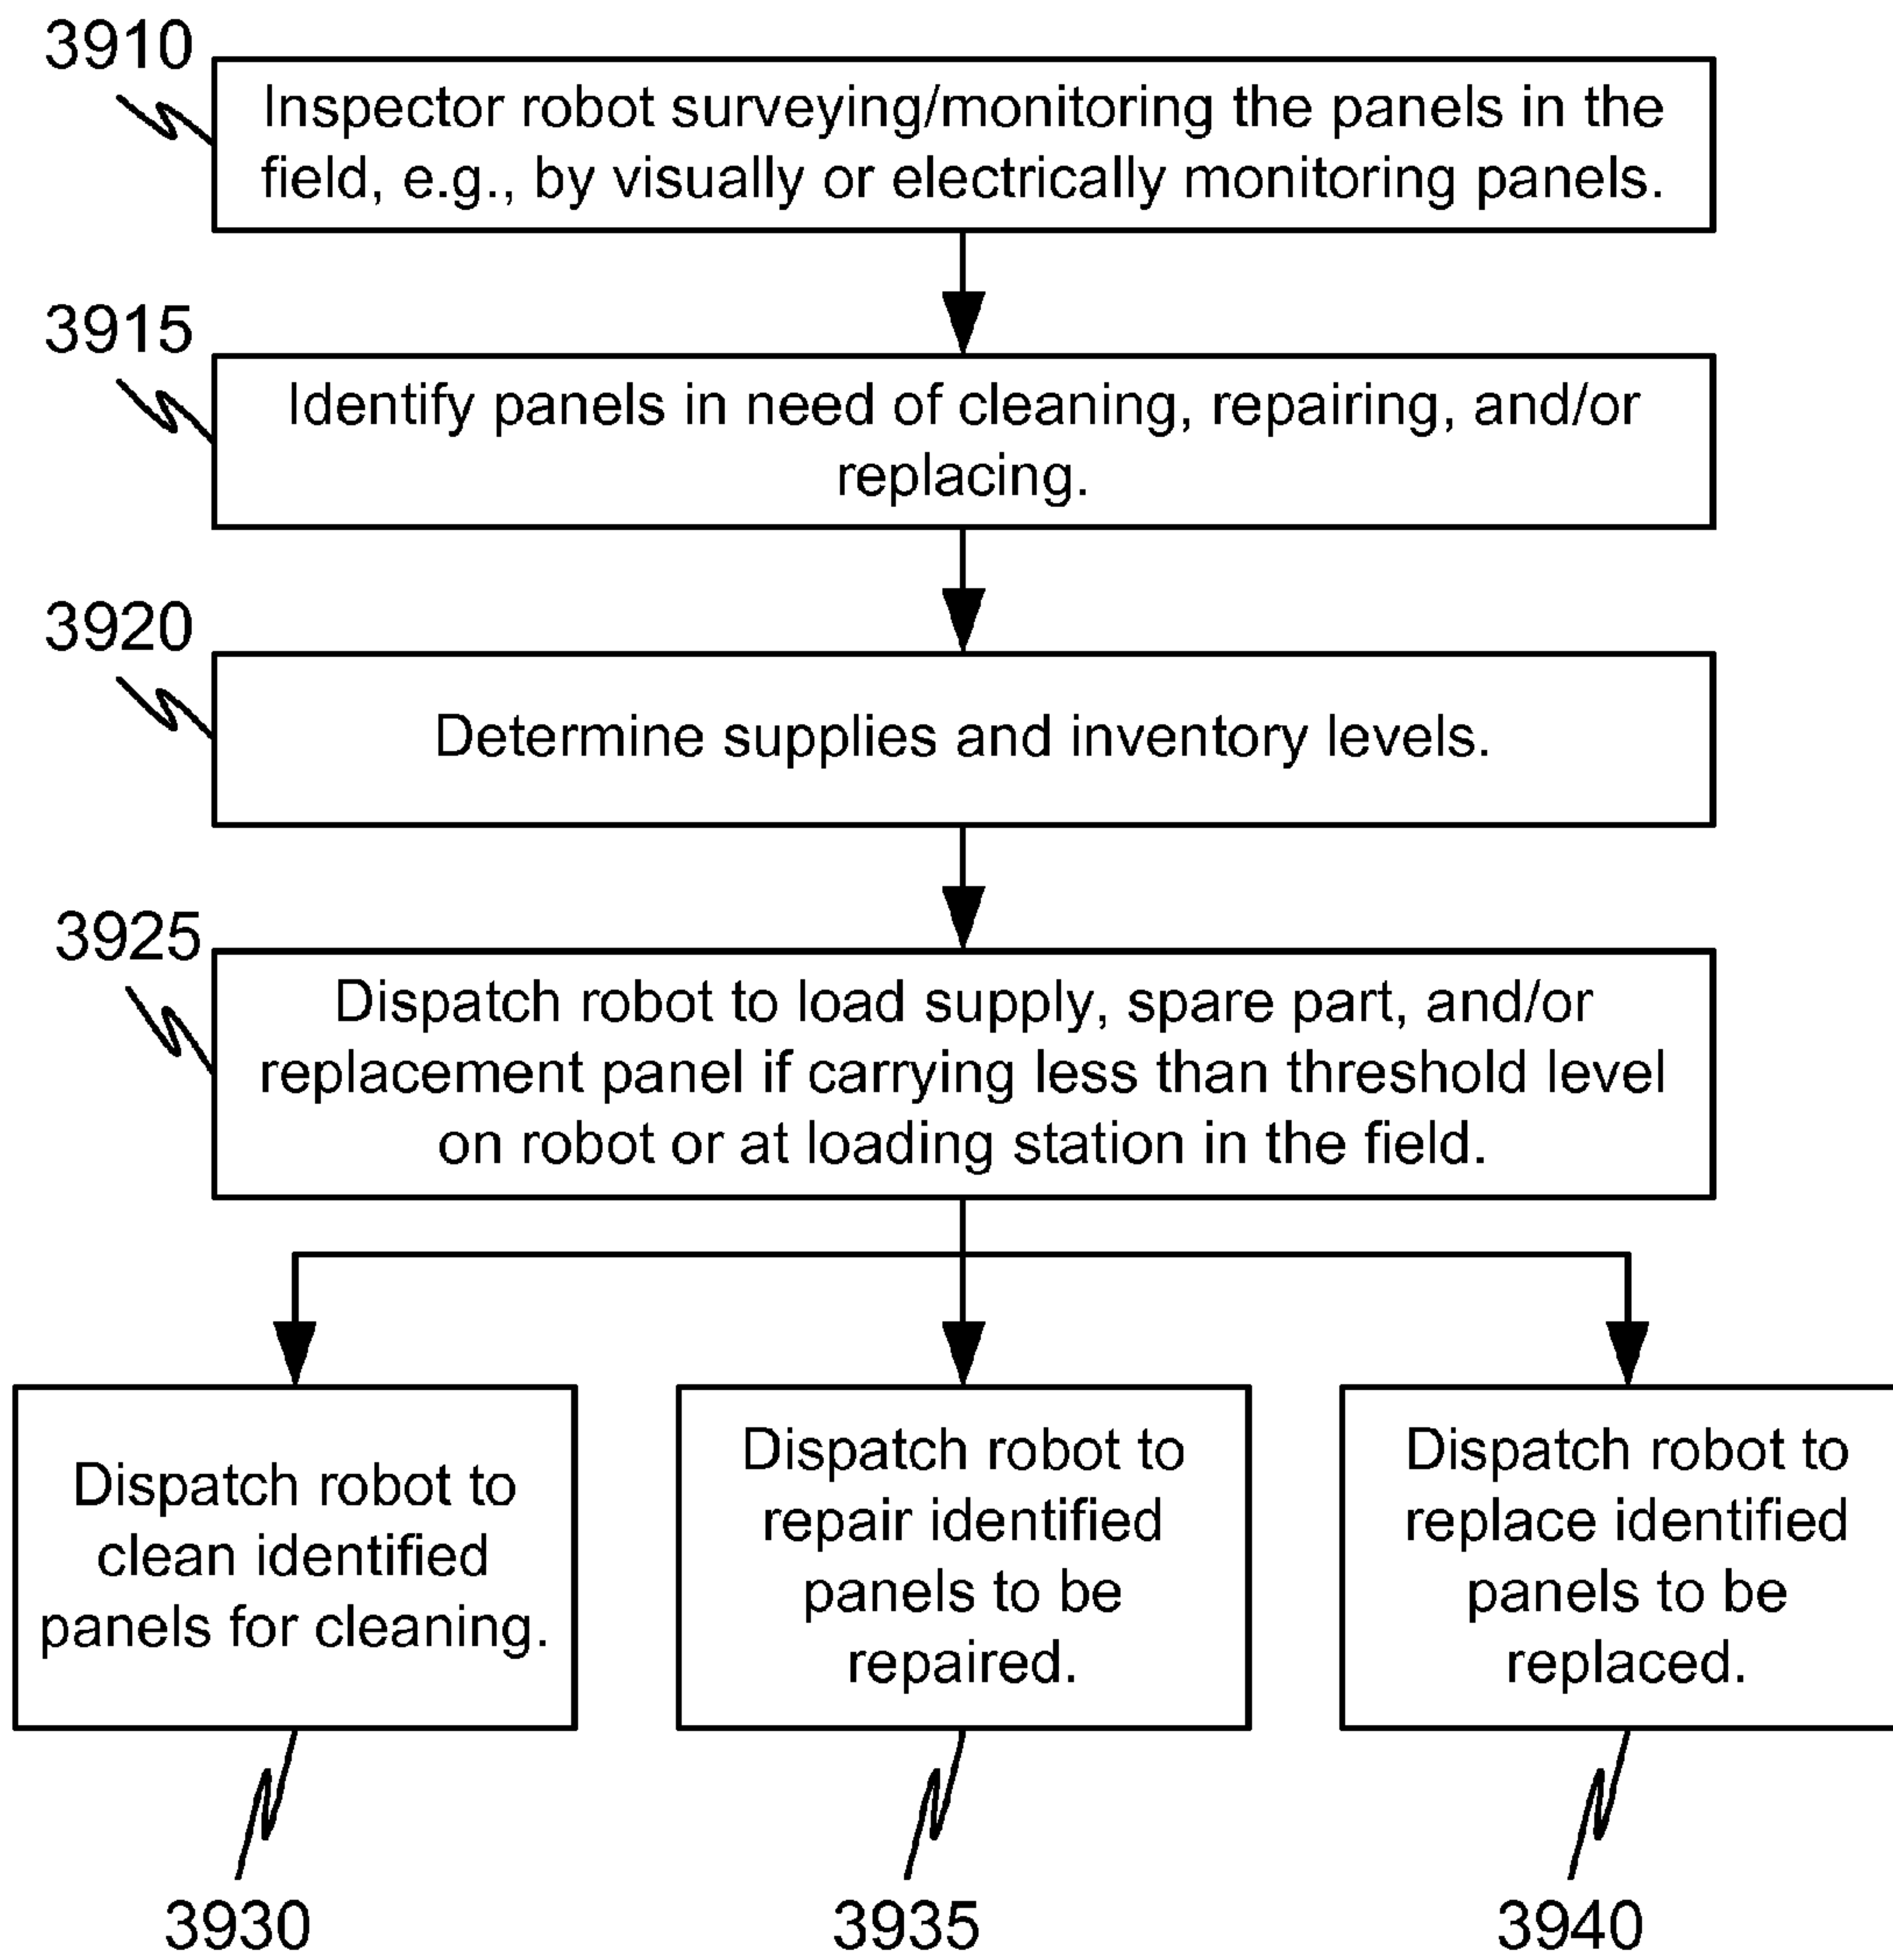 3910
Inspector robot surveying/monitoring the panels in the
field, e.g., by visually or electrically monitoring panels.
3915
Identify panels in need of cleaning, repairing, and/or
replacing.
3920
Determine supplies and inventory levels.
3925
Dispatch robot to load supply, spare part, and/or
replacement panel if carrying less than threshold level
on robot or at loading station in the field.
Dispatch robot to
clean identified
panels for cleaning.
3930
Dispatch robot to
repair identified
panels to be
repaired.
3935
Dispatch robot to
replace identified
panels to be
replaced.
3940